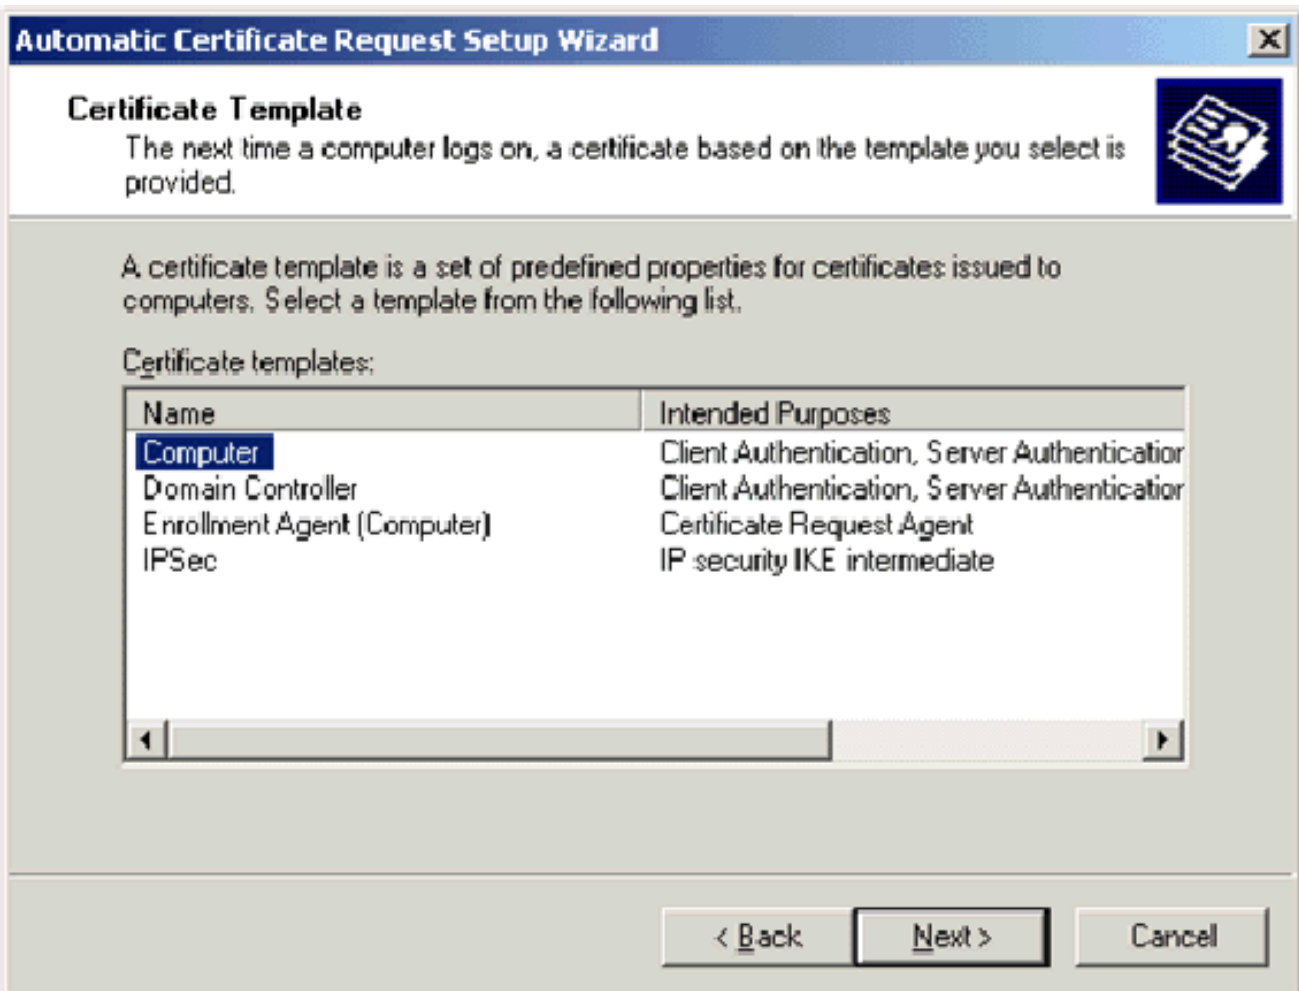 Automatic Certificate Request Setup Wizard
Certificate Template
The next time a computer logs on, a certificate based on the template you select is
provided.
A certificate template is a set of predefined properties for certificates issued to
computers. Select a template from the following list.
Certificate templates:
Name Intended Purposes
Computer Client Authentication, Server Authentication
Domain Controller Client Authentication, Server Authentication
Enrollment Agent (Computer) Certificate Request Agent
IPSec IP security IKE intermediate
< Back Next > Cancel